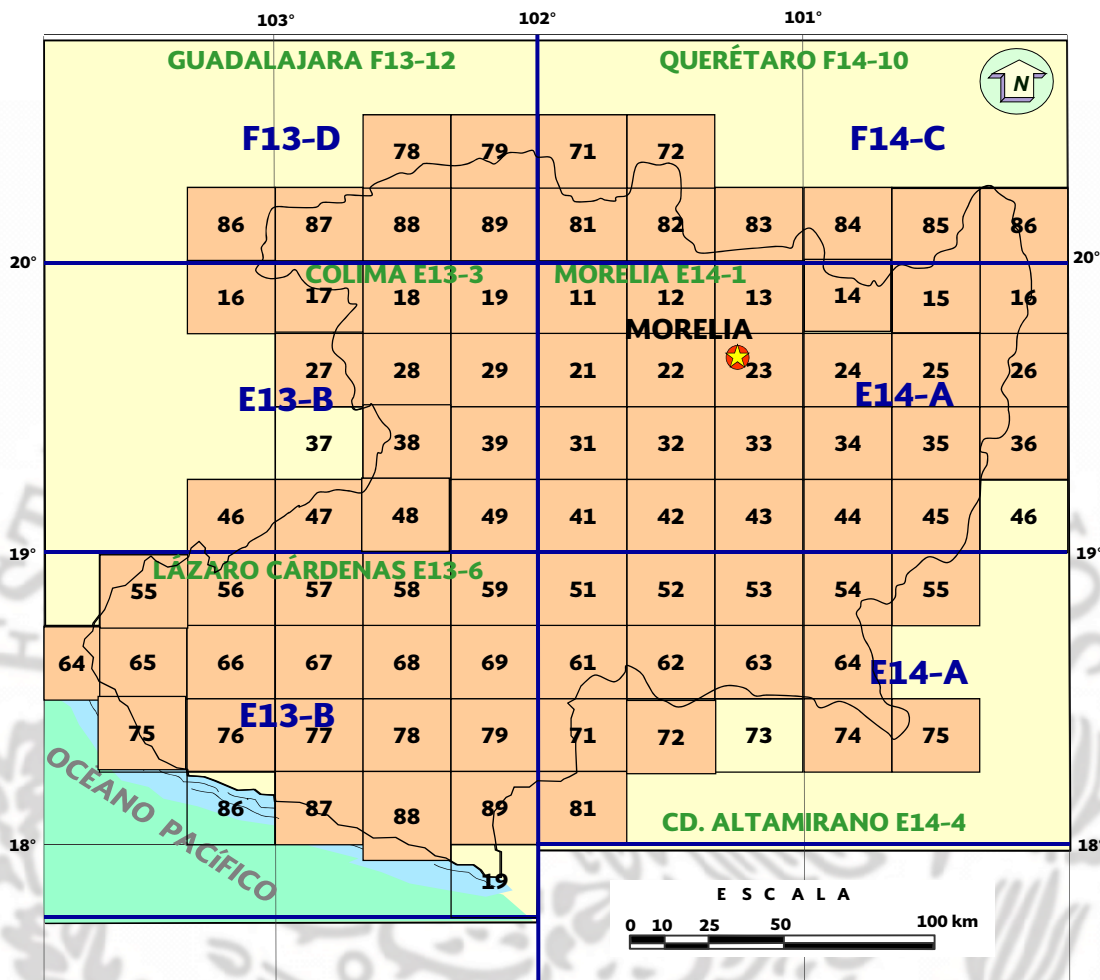 103° 102° 101°
GUADALAJARA F13-12 QUERÉTARO F14-10
N
F13-D F14-C
78 79 71 72
86 87 88 89 81 82 83 84 85 86
20° 20°
COLIMA E13-3 MORELIA E14-1
16 17 18 19 11 12 13 14 15 16
MORELIA
27 28 29 21 22 23 24 25 26
E13-B E14-A
37 38 39 31 32 33 34 35 36
46 47 48 49 41 42 43 44 45 46
19° 19°
LÁZARO CÁRDENAS E13-6
55 56 57 58 59 51 52 53 54 55
64 65 66 67 68 69 61 62 63 64
E14-A
E13-B
75 76 77 78 79 71 72 73 74 75
OCEANO PACÍFICO
86 87 88 89 81
CD. ALTAMIRANO E14-4
18° 18°
19
ESCALA
0 10 25 50 100 km